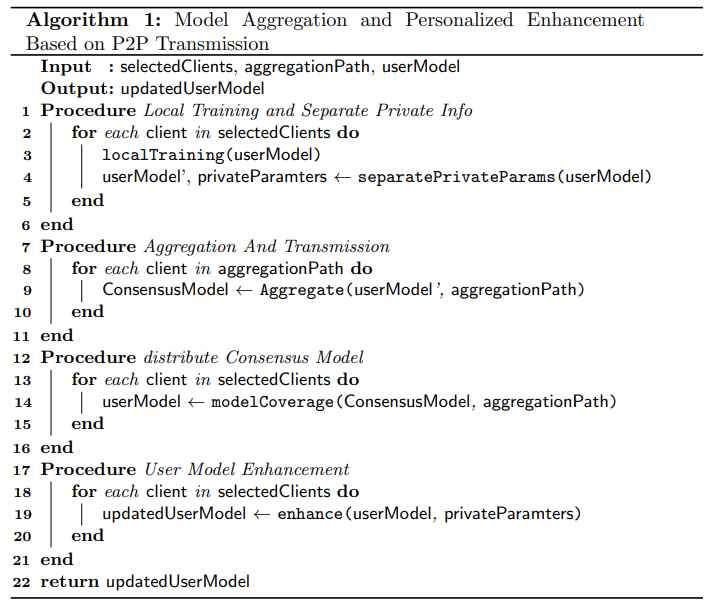 Algorithm 1: Model Aggregation and Personalized Enhancement
Based on P2P Transmission
Input : selectedClients, aggregationPath, userModel
Output: updatedUserModel
1 Procedure Local Training and Separate Private Info
2 for each client in selectedClients do
3 localTraining(userModel)
4 userModel', privateParamters ← separatePrivateParams(userModel)
5 end
6 end
7 Procedure Aggregation And Transmission
8 for each client in aggregationPath do
9 ConsensusModel ← Aggregate(userModel', aggregationPath)
10 end
11 end
12 Procedure distribute Consensus Model
13 for each client in selectedClients do
14 userModel ← modelCoverage(ConsensusModel, aggregationPath)
15 end
16 end
17 Procedure User Model Enhancement
18 for each client in selectedClients do
19 updatedUserModel ← enhance(userModel, privateParamters)
20 end
21 end
22 return updatedUserModel